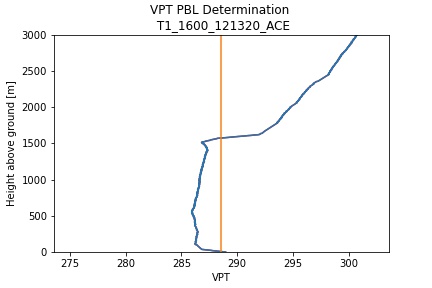 VPT PBL Determination
T1_1600_121320_ACE
3000
2500
2000
1500
1000
500
0
Height above ground [m]
275 280 285 290 295 300
VPT